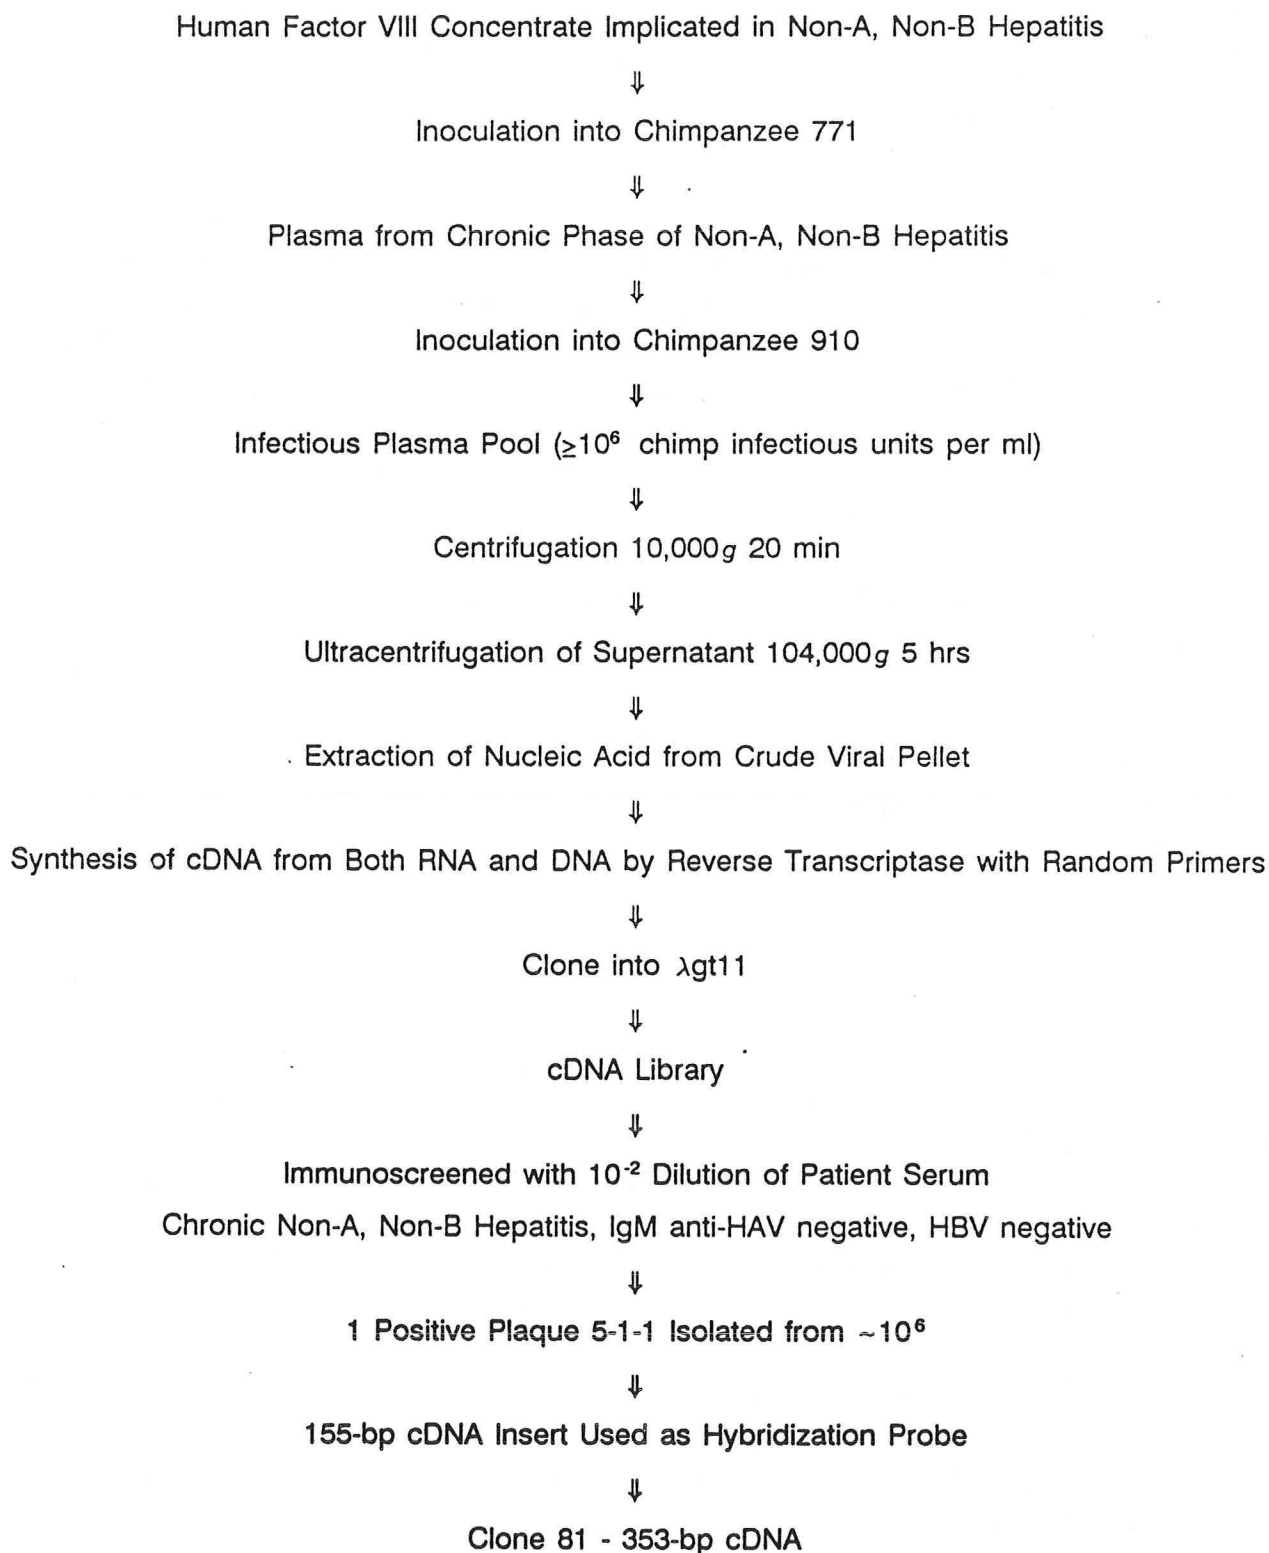 Human Factor VIII Concentrate Implicated in Non-A, Non-B Hepatitis
⇓
Inoculation into Chimpanzee 771
⇓
Plasma from Chronic Phase of Non-A, Non-B Hepatitis
⇓
Inoculation into Chimpanzee 910
⇓
Infectious Plasma Pool (≥10⁶ chimp infectious units per ml)
⇓
Centrifugation 10,000g 20 min
⇓
Ultracentrifugation of Supernatant 104,000g 5 hrs
⇓
Extraction of Nucleic Acid from Crude Viral Pellet
⇓
Synthesis of cDNA from Both RNA and DNA by Reverse Transcriptase with Random Primers
⇓
Clone into λgt11
⇓
cDNA Library
⇓
Immunoscreened with 10⁻² Dilution of Patient Serum
Chronic Non-A, Non-B Hepatitis, IgM anti-HAV negative, HBV negative
⇓
1 Positive Plaque 5-1-1 Isolated from ~10⁶
⇓
155-bp cDNA Insert Used as Hybridization Probe
⇓
Clone 81 - 353-bp cDNA